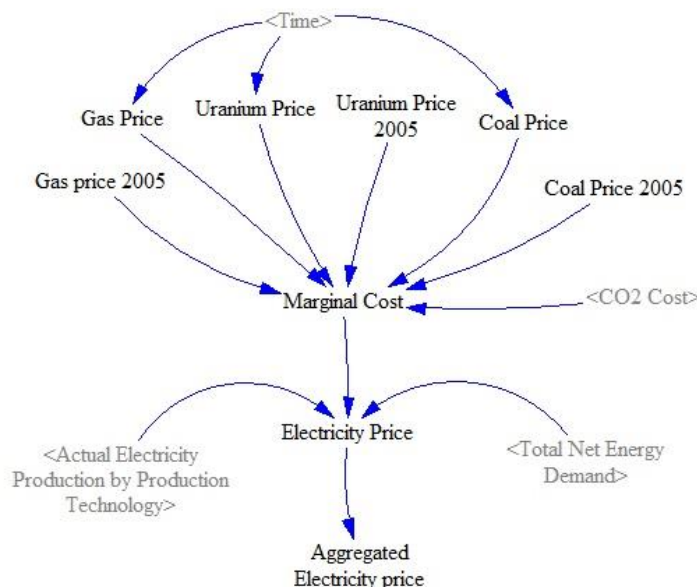 <Time>
Gas Price
Uranium Price
Uranium Price
2005
Coal Price
Gas price 2005
Coal Price 2005
Marginal Cost
<CO2 Cost>
Electricity Price
<Actual Electricity
Production by Production
Technology>
<Total Net Energy
Demand>
Aggregated
Electricity price